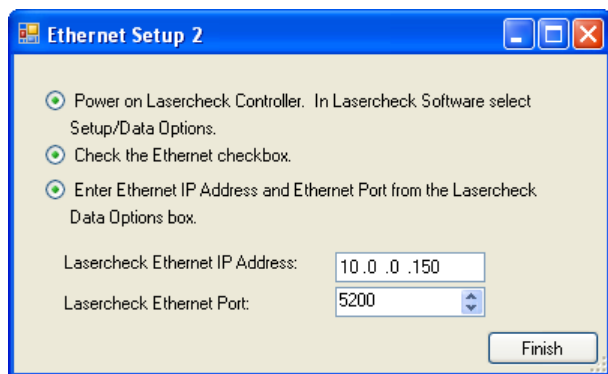 Ethernet Setup 2
Power on Lasercheck Controller. In Lasercheck Software select
Setup/Data Options.
Check the Ethernet checkbox.
Enter Ethernet IP Address and Ethernet Port from the Lasercheck
Data Options box.
Lasercheck Ethernet IP Address: 10 .0 .0 .150
Lasercheck Ethernet Port: 5200
Finish